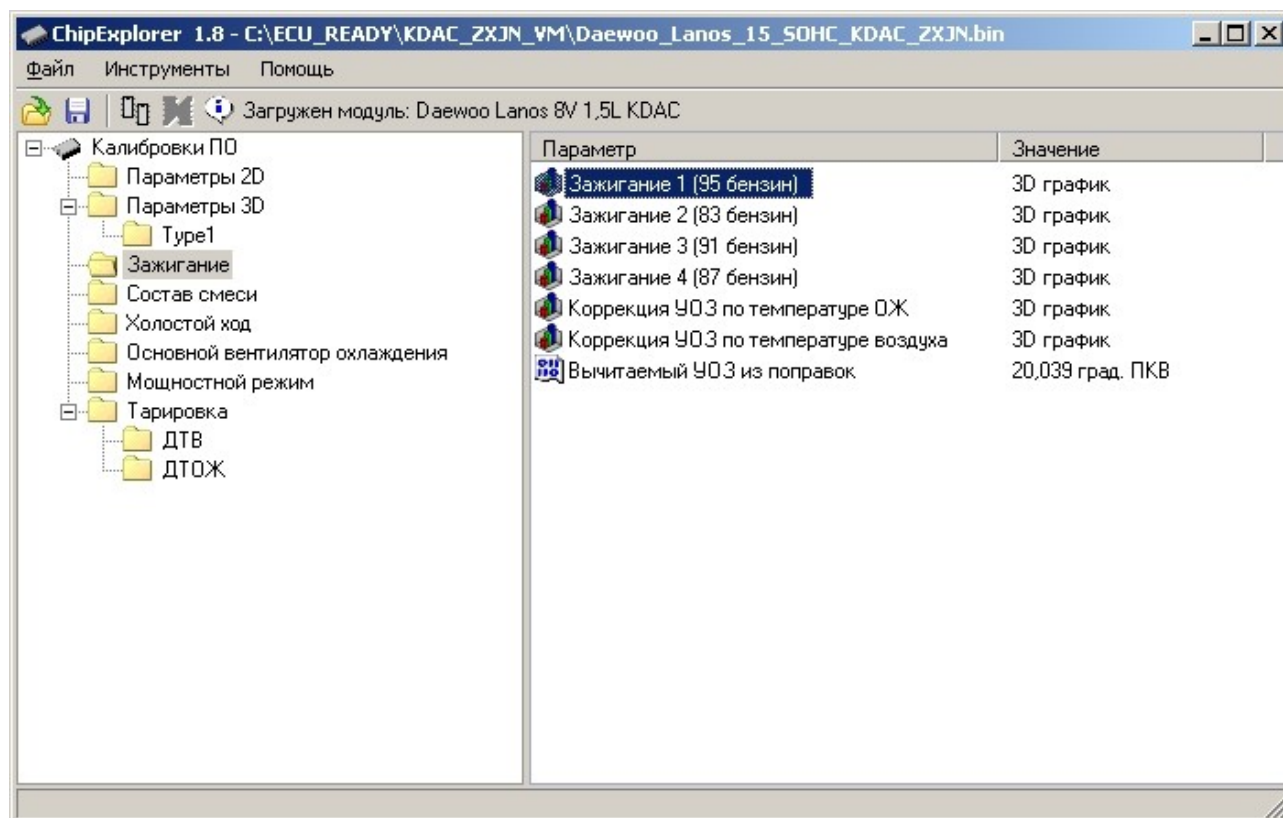 ChipExplorer 1.8 - C:\ECU_READY\KDAC_ZXJN_VM\Daewoo_Lanos_15_SOHC_KDAC_ZXJN.bin
Файл Инструменты Помощь
Загружен модуль: Daewoo Lanos 8V 1,5L KDAC
Калибровки ПО
Параметры 2D
Параметры 3D
Type1
Зажигание
Состав смеси
Холостой ход
Основной вентилятор охлаждения
Мощностной режим
Тарировка
ДТВ
ДТОЖ
Параметр Значение
Зажигание 1 (95 бензин) 3D график
Зажигание 2 (83 бензин) 3D график
Зажигание 3 (91 бензин) 3D график
Зажигание 4 (87 бензин) 3D график
Коррекция УОЗ по температуре ОЖ 3D график
Коррекция УОЗ по температуре воздуха 3D график
Вычитаемый УОЗ из поправок 20,039 град. ПКВ